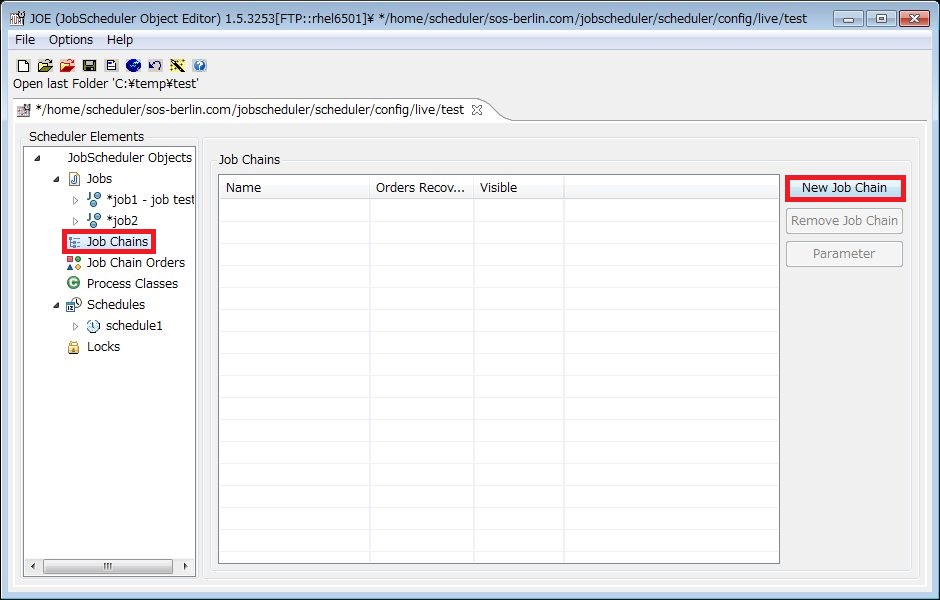 JOE (JobScheduler Object Editor) 1.5.3253[FTP::rhel6501]¥ */home/scheduler/sos-berlin.com/jobscheduler/scheduler/config/live/test
File Options Help
Open last Folder 'C:¥temp¥test'
*/home/scheduler/sos-berlin.com/jobscheduler/scheduler/config/live/test
Scheduler Elements
JobScheduler Objects
Jobs
*job1 - job test
*job2
Job Chains
Job Chain Orders
Process Classes
Schedules
schedule1
Locks
Job Chains
Name Orders Recov... Visible
New Job Chain
Remove Job Chain
Parameter